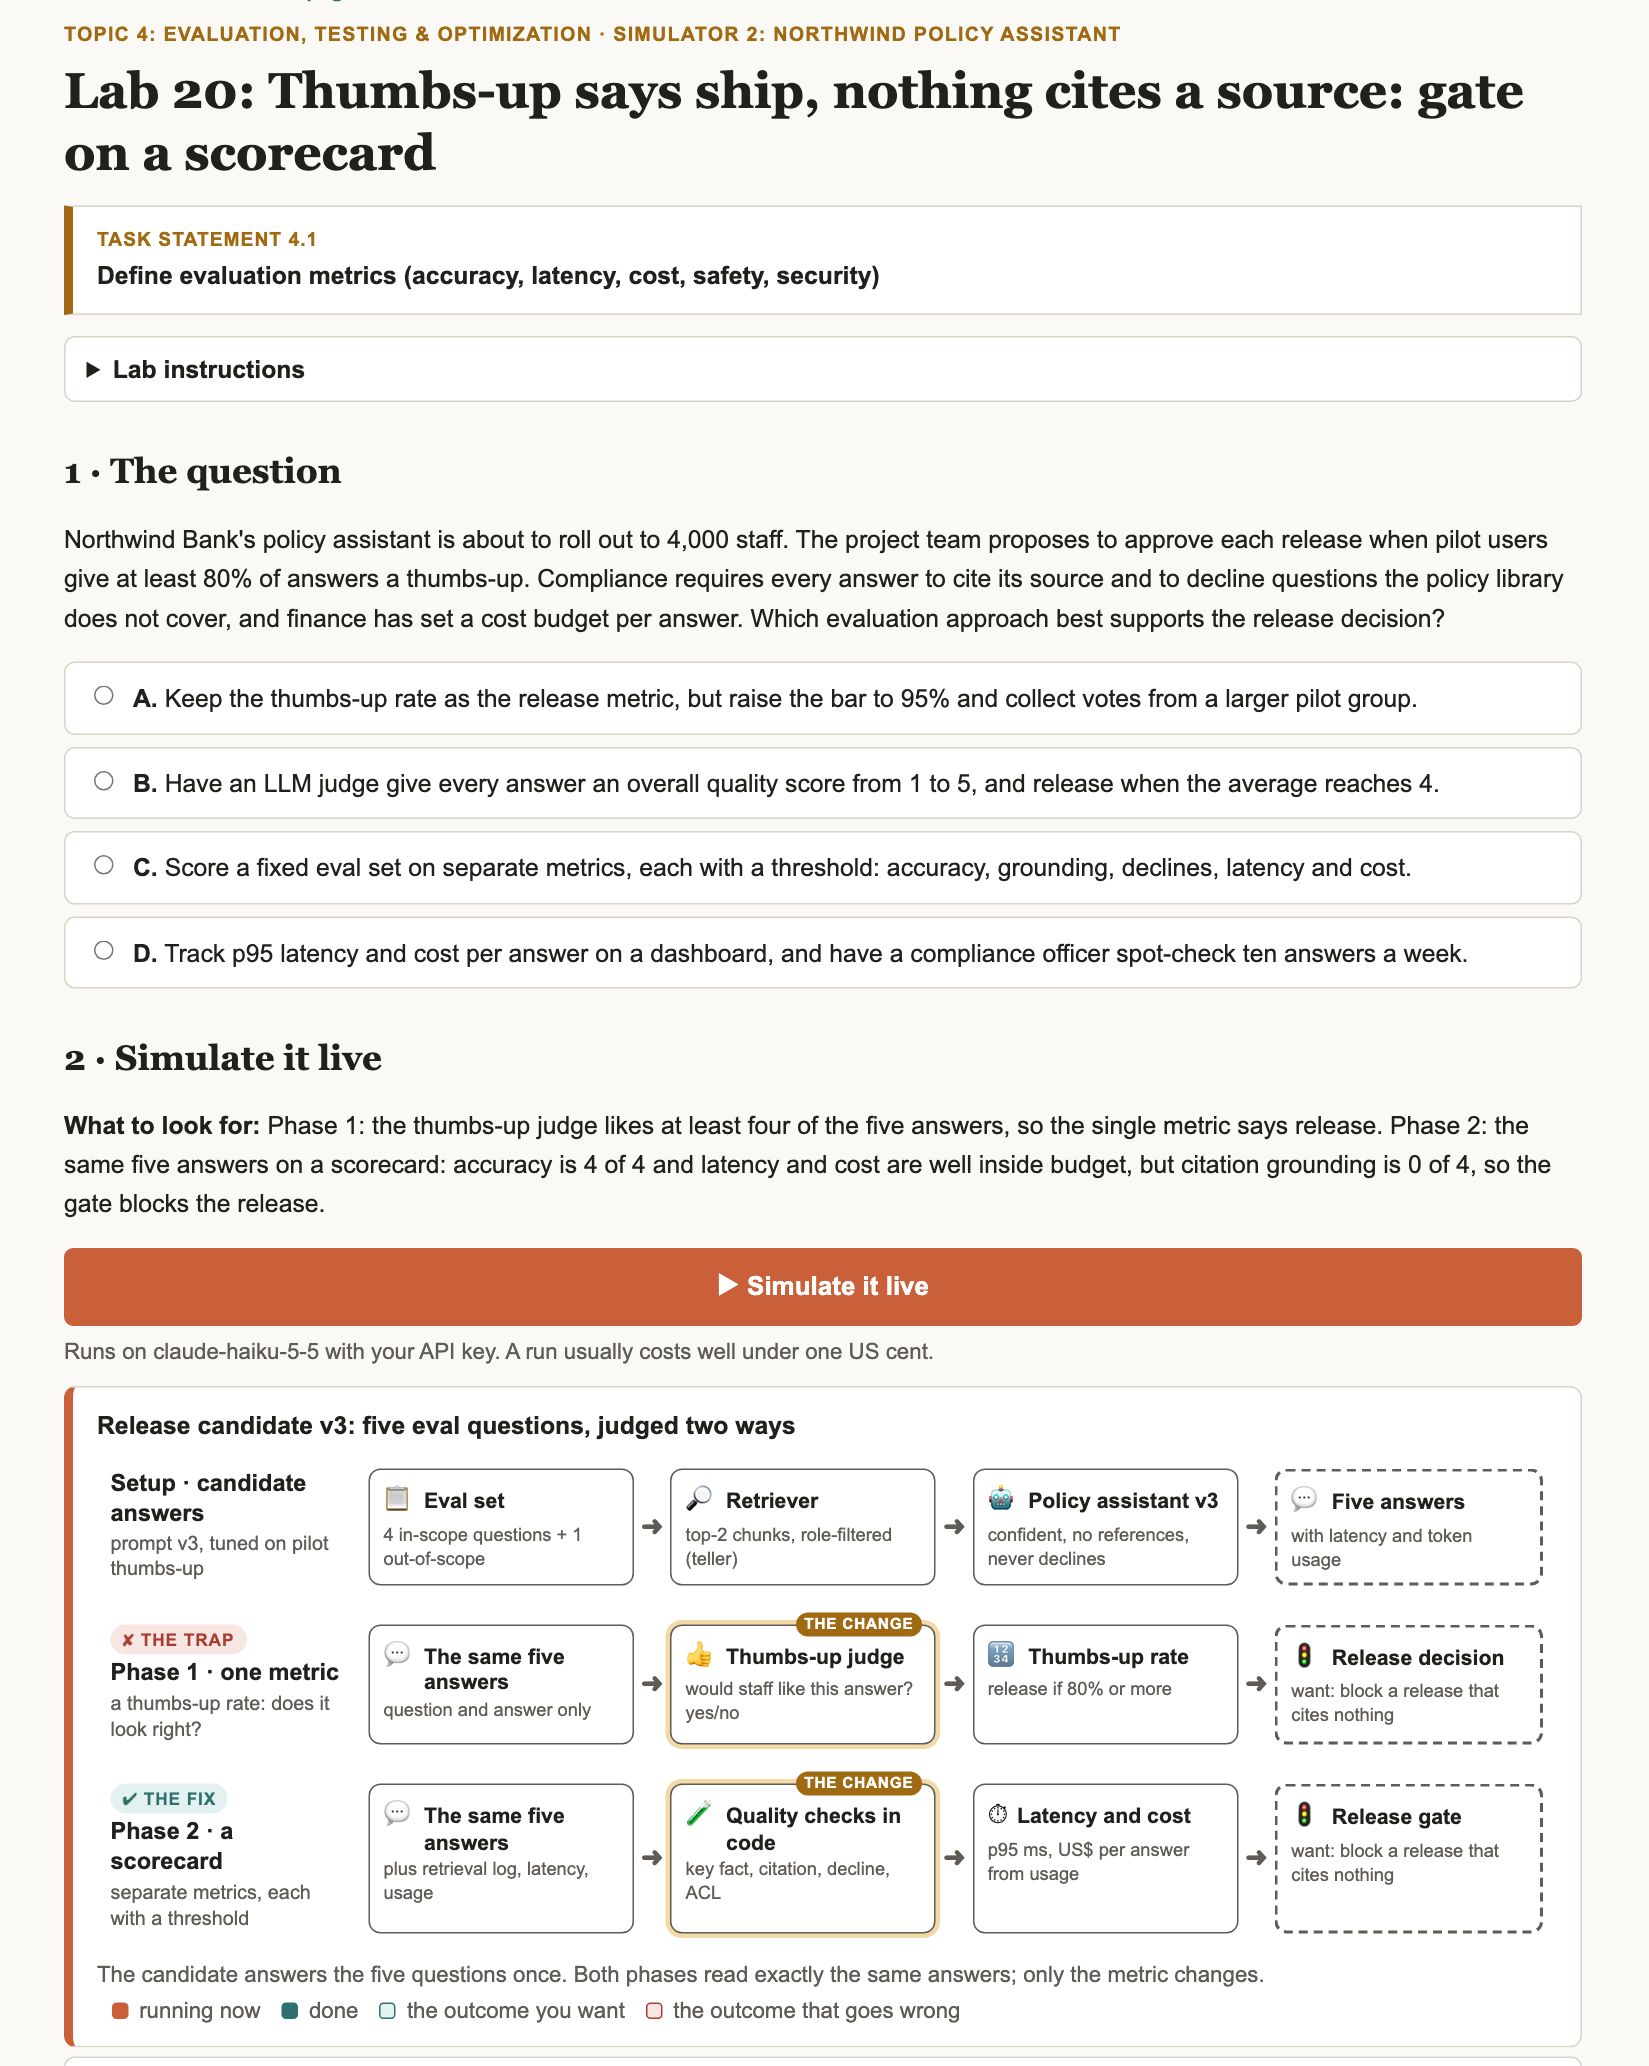 TOPIC 4: EVALUATION, TESTING & OPTIMIZATION · SIMULATOR 2: NORTHWIND POLICY ASSISTANT
Lab 20: Thumbs-up says ship, nothing cites a source: gate
on a scorecard
TASK STATEMENT 4.1
Define evaluation metrics (accuracy, latency, cost, safety, security)
▶ Lab instructions
1 · The question
Northwind Bank's policy assistant is about to roll out to 4,000 staff. The project team proposes to approve each release when pilot users
give at least 80% of answers a thumbs-up. Compliance requires every answer to cite its source and to decline questions the policy library
does not cover, and finance has set a cost budget per answer. Which evaluation approach best supports the release decision?
A. Keep the thumbs-up rate as the release metric, but raise the bar to 95% and collect votes from a larger pilot group.
B. Have an LLM judge give every answer an overall quality score from 1 to 5, and release when the average reaches 4.
C. Score a fixed eval set on separate metrics, each with a threshold: accuracy, grounding, declines, latency and cost.
D. Track p95 latency and cost per answer on a dashboard, and have a compliance officer spot-check ten answers a week.
2 · Simulate it live
What to look for: Phase 1: the thumbs-up judge likes at least four of the five answers, so the single metric says release. Phase 2: the
same five answers on a scorecard: accuracy is 4 of 4 and latency and cost are well inside budget, but citation grounding is 0 of 4, so the
gate blocks the release.
▶ Simulate it live
Runs on claude-haiku-5-5 with your API key. A run usually costs well under one US cent.
Release candidate v3: five eval questions, judged two ways
Setup · candidate
answers
prompt v3, tuned on pilot
thumbs-up
Eval set
4 in-scope questions + 1
out-of-scope
➜
Retriever
top-2 chunks, role-filtered
(teller)
➜
Policy assistant v3
confident, no references,
never declines
➜
Five answers
with latency and token
usage
✘ THE TRAP
Phase 1 · one metric
a thumbs-up rate: does it
look right?
The same five
answers
question and answer only
➜
THE CHANGE
Thumbs-up judge
would staff like this answer?
yes/no
➜
1234
Thumbs-up rate
release if 80% or more
➜
Release decision
want: block a release that
cites nothing
✔ THE FIX
Phase 2 · a
scorecard
separate metrics, each
with a threshold
The same five
answers
plus retrieval log, latency,
usage
➜
THE CHANGE
Quality checks in
code
key fact, citation, decline,
ACL
➜
Latency and cost
p95 ms, US$ per answer
from usage
➜
Release gate
want: block a release that
cites nothing
The candidate answers the five questions once. Both phases read exactly the same answers; only the metric changes.
running now done the outcome you want the outcome that goes wrong